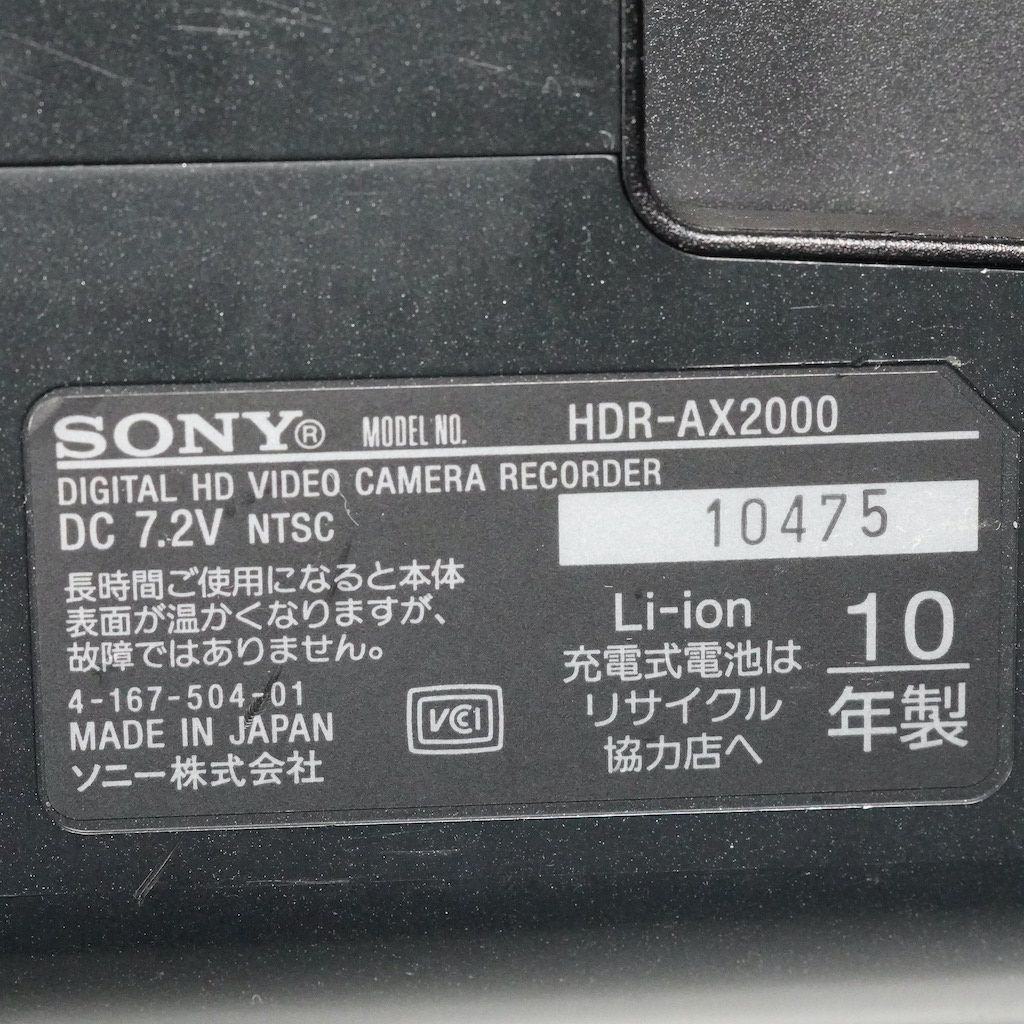 SONY® MODEL NO. HDR-AX2000
DIGITAL HD VIDEO CAMERA RECORDER
DC 7.2V NTSC
10475
長時間ご使用になると本体
表面が温かくなりますが、
故障ではありません。
4-167-504-01
MADE IN JAPAN
ソニー株式会社
VCCI
Li-ion
充電式電池は
リサイクル
協力店へ
10
年製